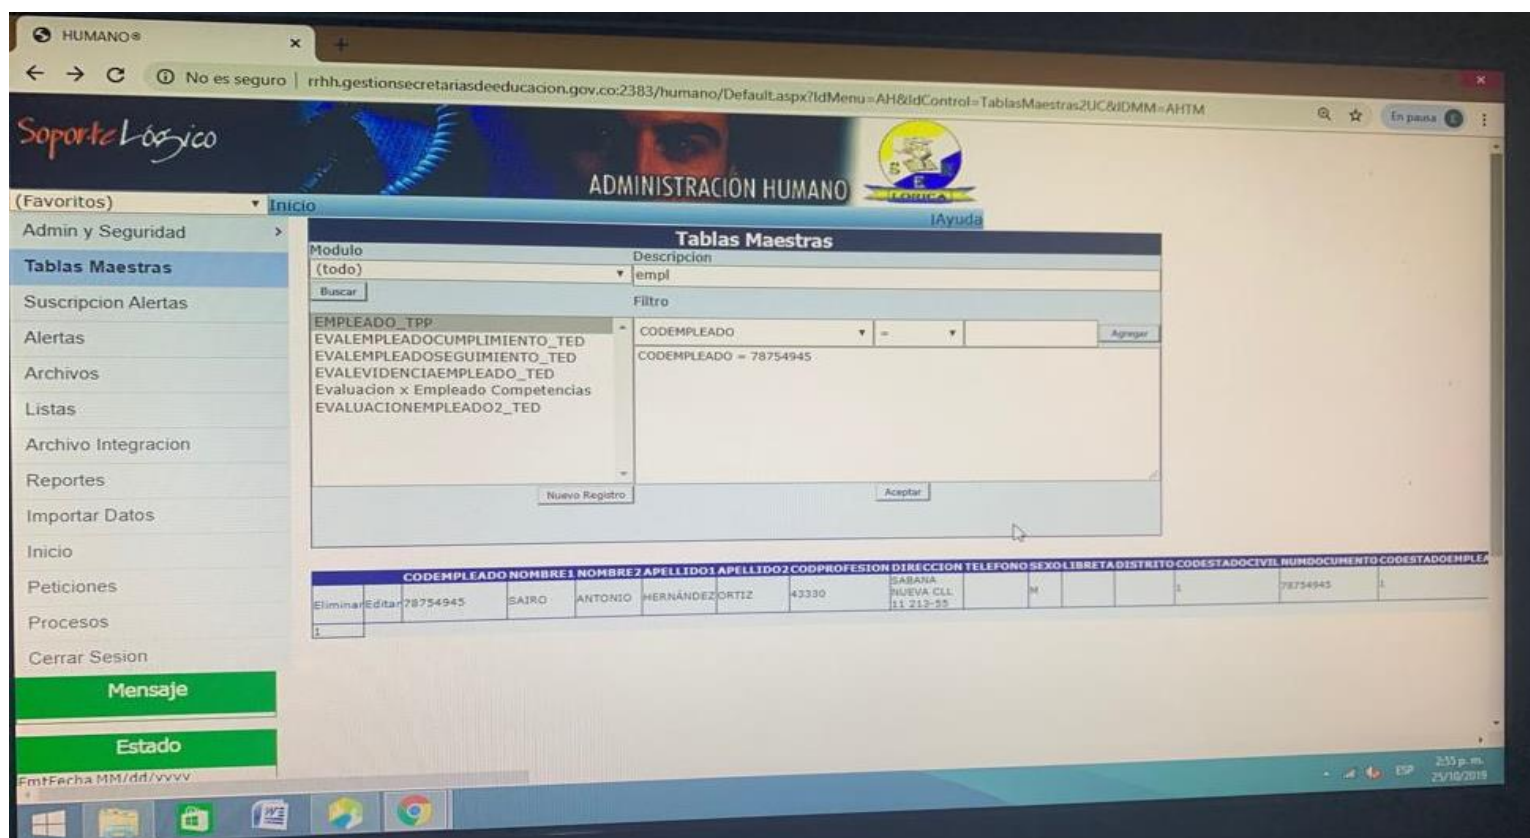 HUMANO®
No es seguro | rrhh.gestionsecretariasdeeducacion.gov.co:2383/humano/Default.aspx?IdMenu=AH&IdControl=TablasMaestras2UC&IDMM=AHTM
En pausa
Soporte Lógico
ADMINISTRACIÓN HUMANO
S E
LORICA
(Favoritos)
Inicio
|Ayuda
Admin y Seguridad
Tablas Maestras
Suscripcion Alertas
Alertas
Archivos
Listas
Archivo Integracion
Reportes
Importar Datos
Inicio
Peticiones
Procesos
Cerrar Sesion
Mensaje
Estado
FmtFecha MM/dd/yyyy
Tablas Maestras
Modulo
Descripcion
(todo)
empl
Buscar
Filtro
EMPLEADO_TPP
EVALEMPLEADOCUMPLIMIENTO_TED
EVALEMPLEADOSEGUIMIENTO_TED
EVALEVIDENCIAEMPLEADO_TED
Evaluacion x Empleado Competencias
EVALUACIONEMPLEADO2_TED
CODEMPLEADO = Agregar
CODEMPLEADO = 78754945
Nuevo Registro
Aceptar
CODEMPLEADO NOMBRE1 NOMBRE2 APELLIDO1 APELLIDO2 CODPROFESION DIRECCION TELEFONO SEXO LIBRETA DISTRITO CODESTADOCIVIL NUMDOCUMENTO CODESTADOEMPLEA
Eliminar Editar 78754945 SAIRO ANTONIO HERNÁNDEZ ORTIZ 43330 SABANA NUEVA CLL 11 213-55 M 1 78754945 1
1
ESP
2:55 p. m.
25/10/2019